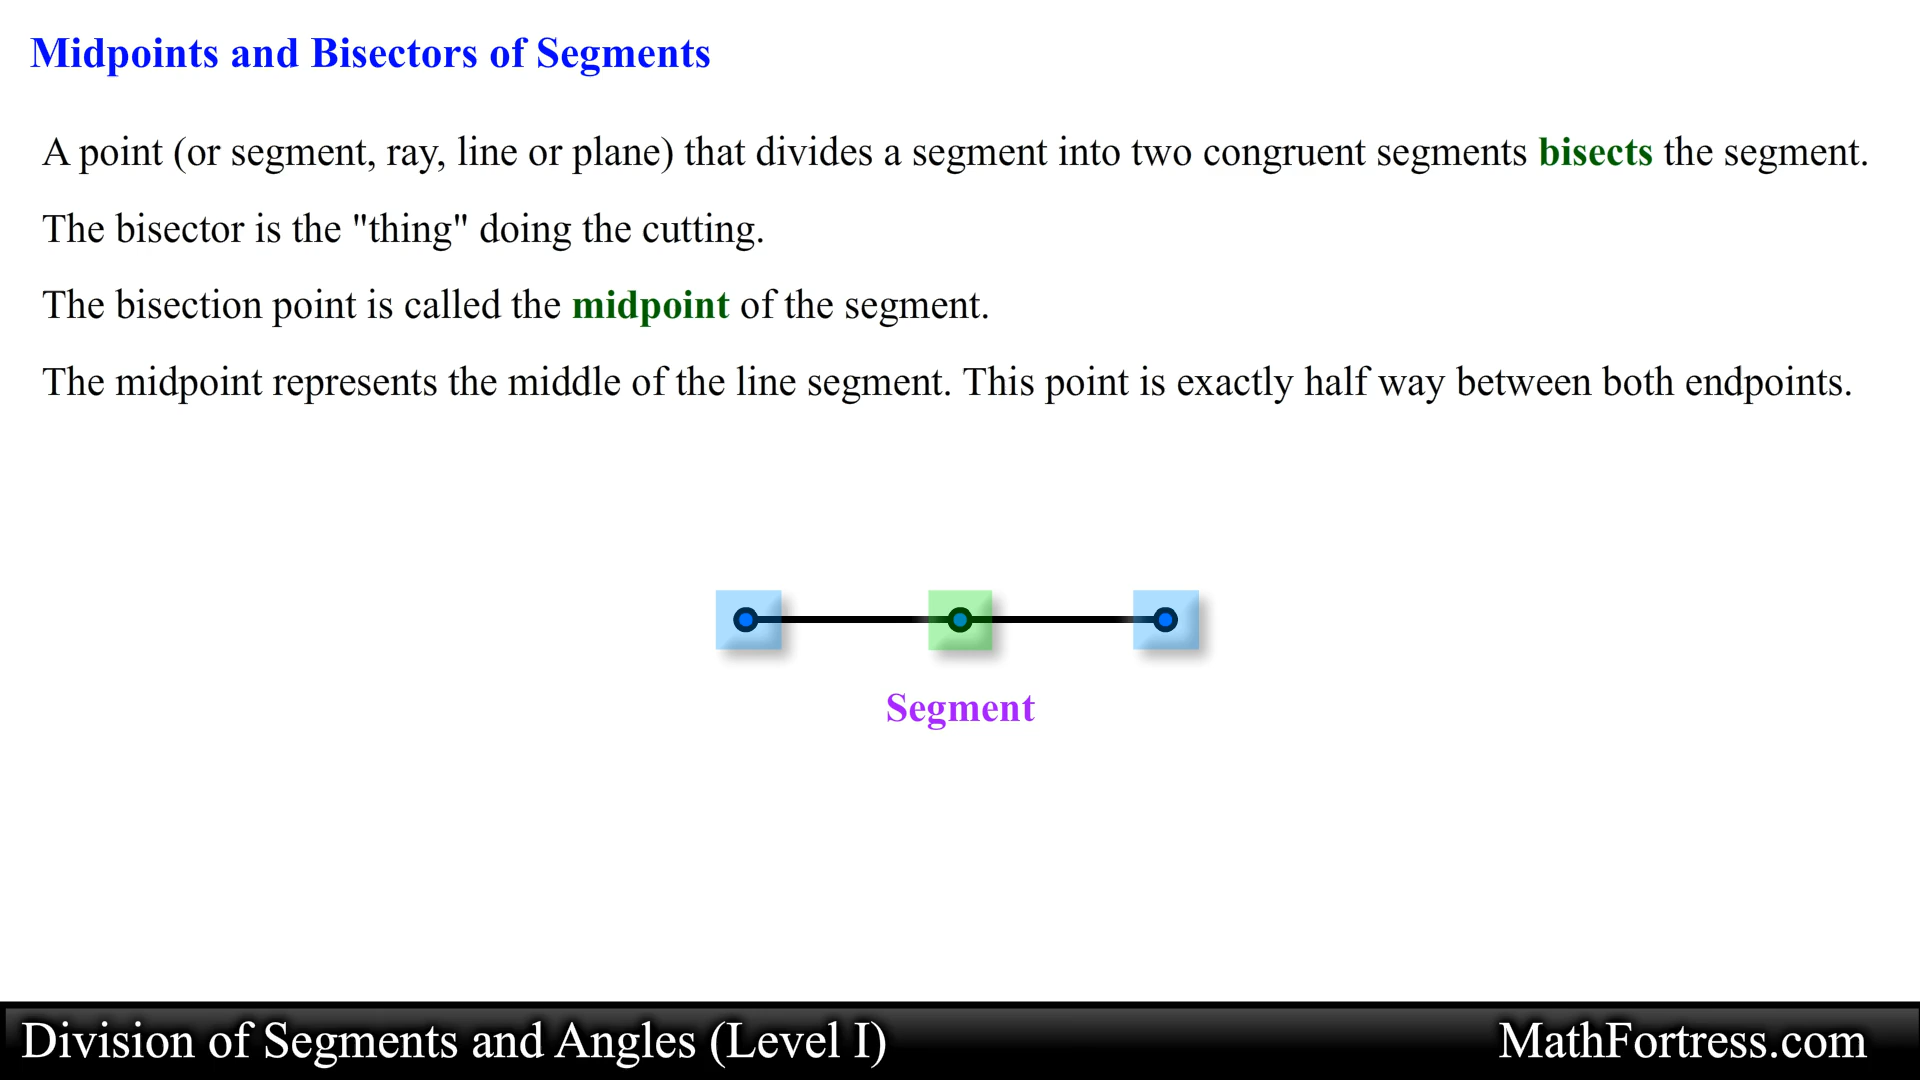 Midpoints and Bisectors of Segments
A point (or segment, ray, line or plane) that divides a segment into two congruent segments bisects the segment.
The bisector is the "thing" doing the cutting.
The bisection point is called the midpoint of the segment.
The midpoint represents the middle of the line segment. This point is exactly half way between both endpoints.
Segment
Division of Segments and Angles (Level I)
MathFortress.com